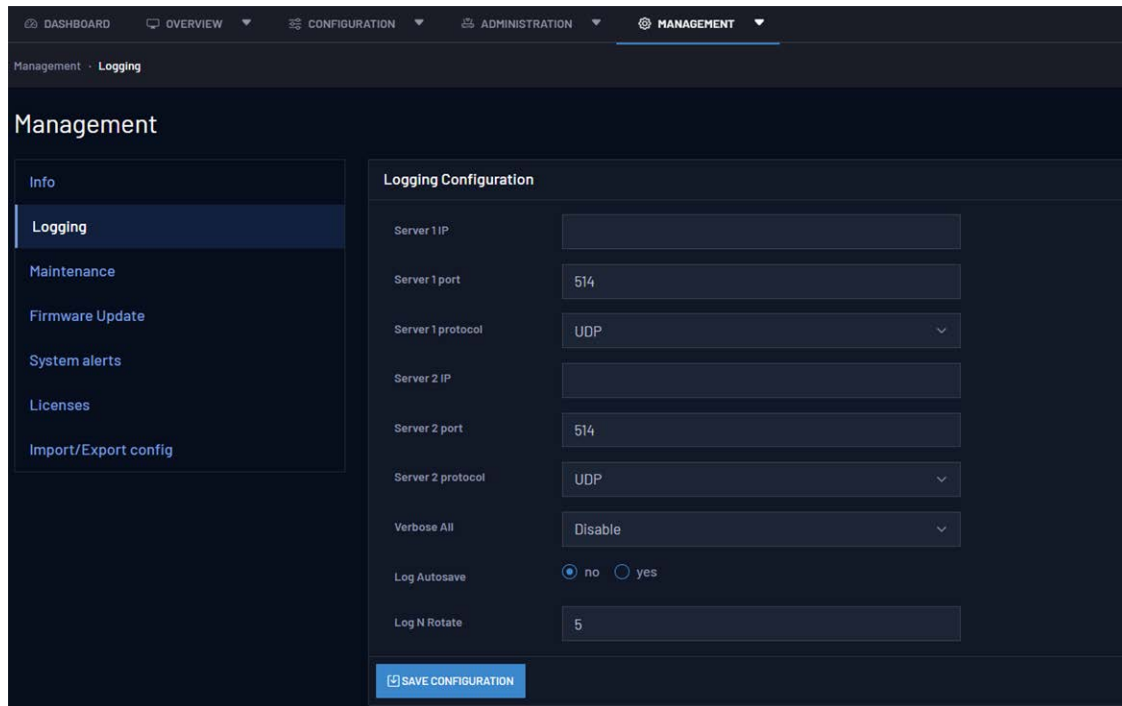 DASHBOARD OVERVIEW CONFIGURATION ADMINISTRATION MANAGEMENT
Management · Logging
Management
Info
Logging
Maintenance
Firmware Update
System alerts
Licenses
Import/Export config
Logging Configuration
Server 1 IP
Server 1 port 514
Server 1 protocol UDP
Server 2 IP
Server 2 port 514
Server 2 protocol UDP
Verbose All Disable
Log Autosave no yes
Log N Rotate 5
SAVE CONFIGURATION